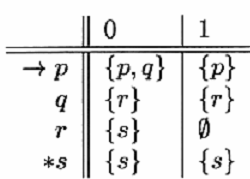 0 1
→ p {p, q} {p}
q {r} {r}
r {s} ∅
*s {s} {s}